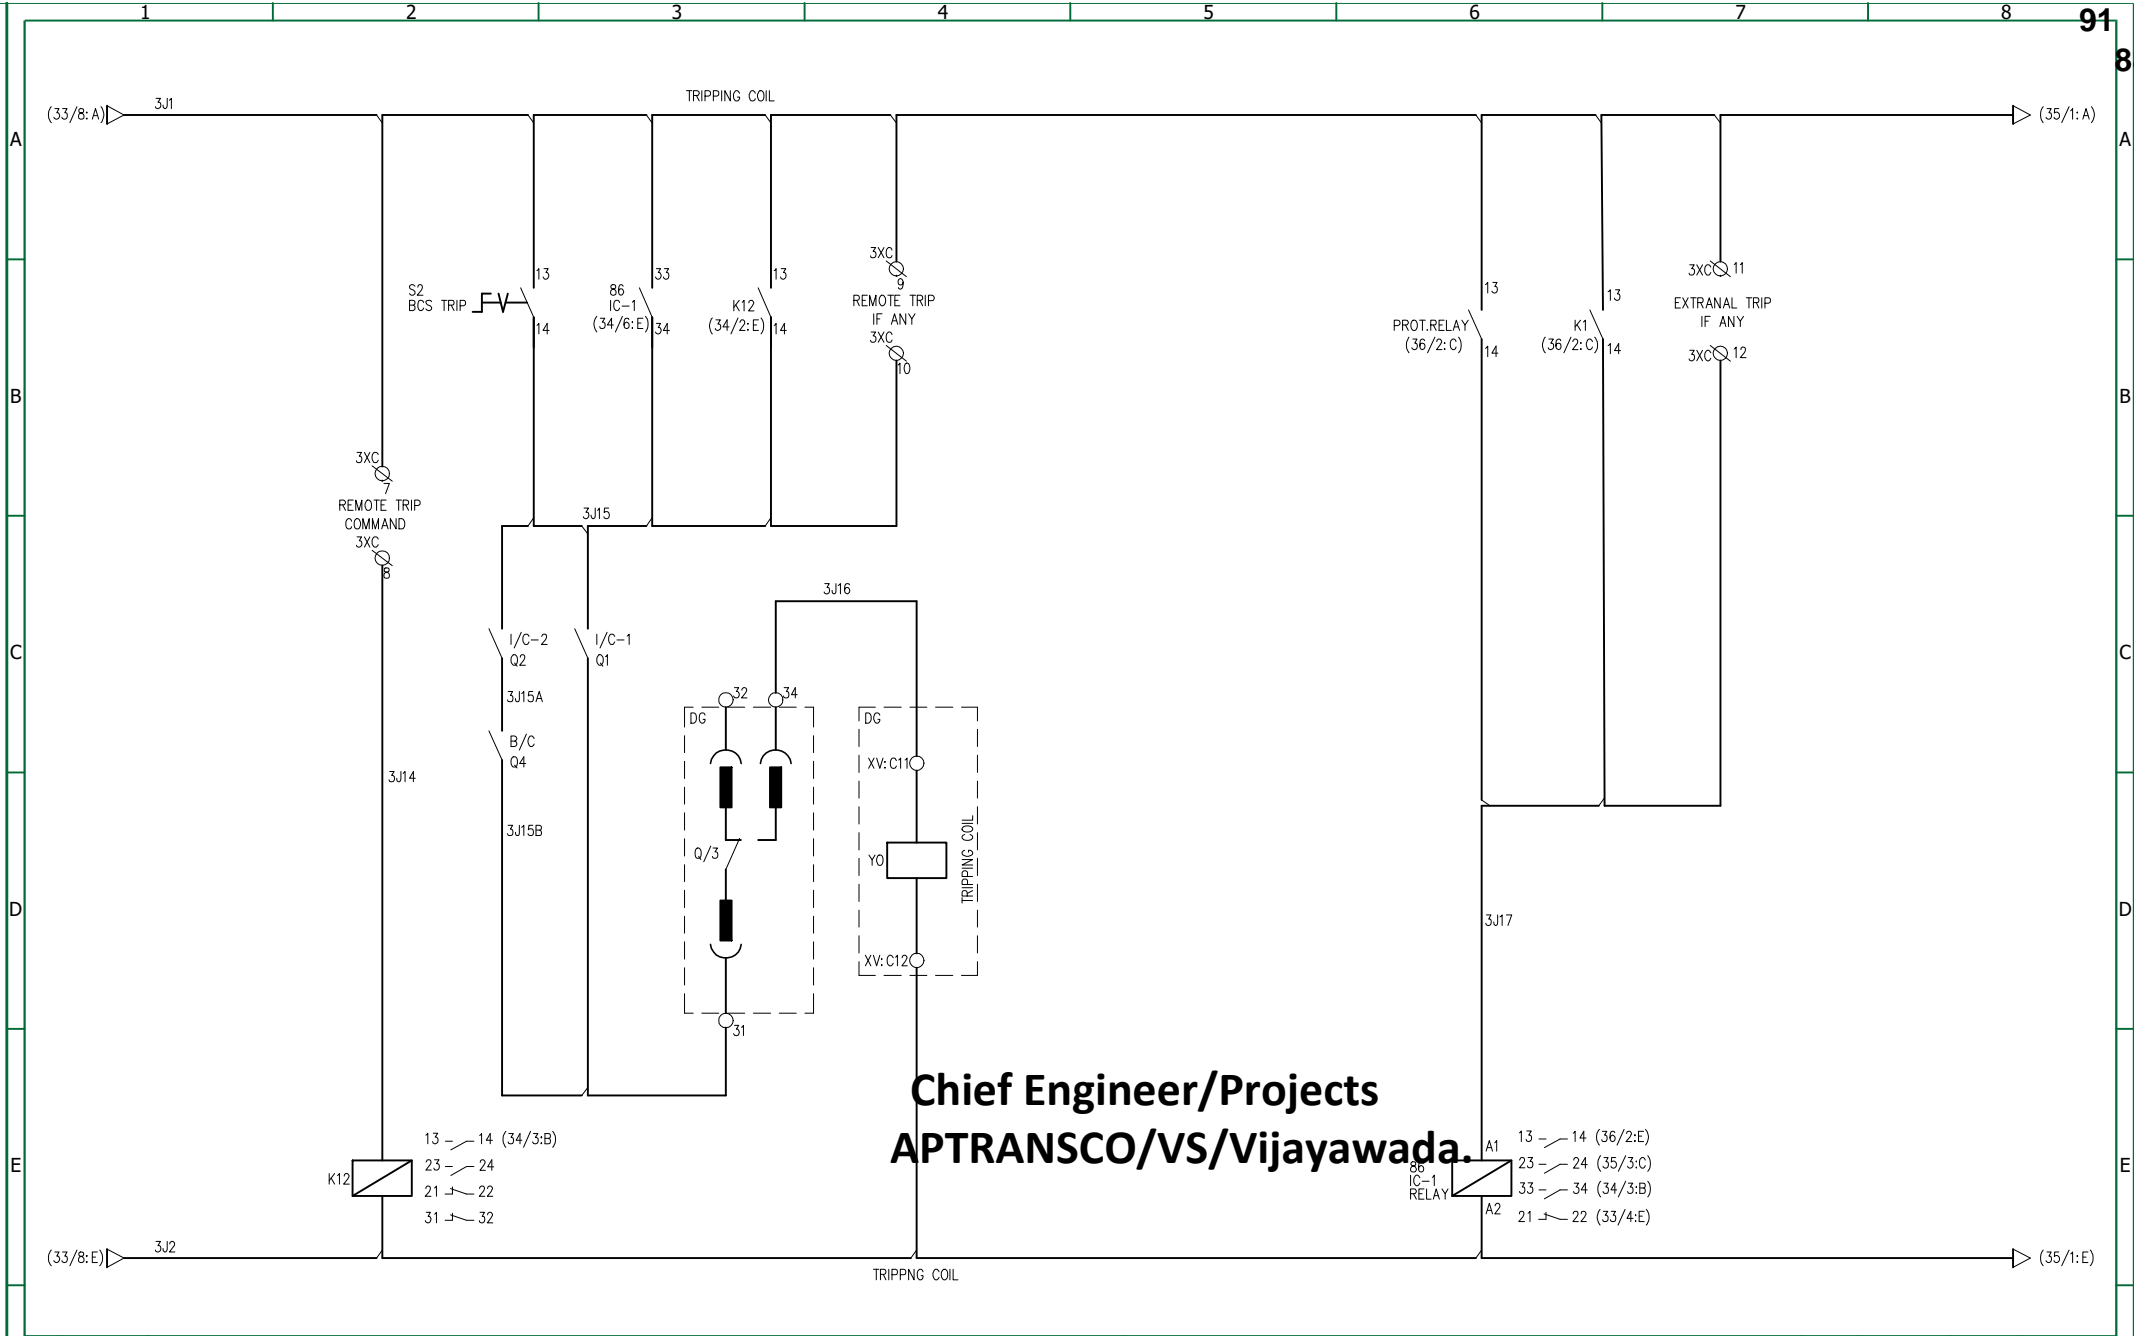 1 2 3 4 5 6 7 8
91
8
TRIPPING COIL
(33/8:A) 3J1 (35/1:A)
A A
3XC
9
REMOTE TRIP
IF ANY
3XC
10
S2
BCS TRIP
13
14
86
IC-1
(34/6:E)
33
34
K12
(34/2:E)
13
14
PROT.RELAY
(36/2:C)
13
14
K1
(36/2:C)
13
14
3XC 11
EXTRANAL TRIP
IF ANY
3XC 12
B B
3XC
7
REMOTE TRIP
COMMAND
3XC
8
3J15
3J16
I/C-2
Q2
I/C-1
Q1
C C
3J15A
B/C
Q4
3J14
3J15B
32 34
DG
Q/3
31
DG
XV:C11
Y0
TRIPPING COIL
XV:C12
D D
3J17
Chief Engineer/Projects
APTRANSCO/VS/Vijayawada.
E E
K12
13 14 (34/3:B)
23 24
21 22
31 32
86
IC-1
RELAY
A1
A2
13 14 (36/2:E)
23 24 (35/3:C)
33 34 (34/3:B)
21 22 (33/4:E)
(33/8:E) 3J2 (35/1:E)
TRIPPNG COIL